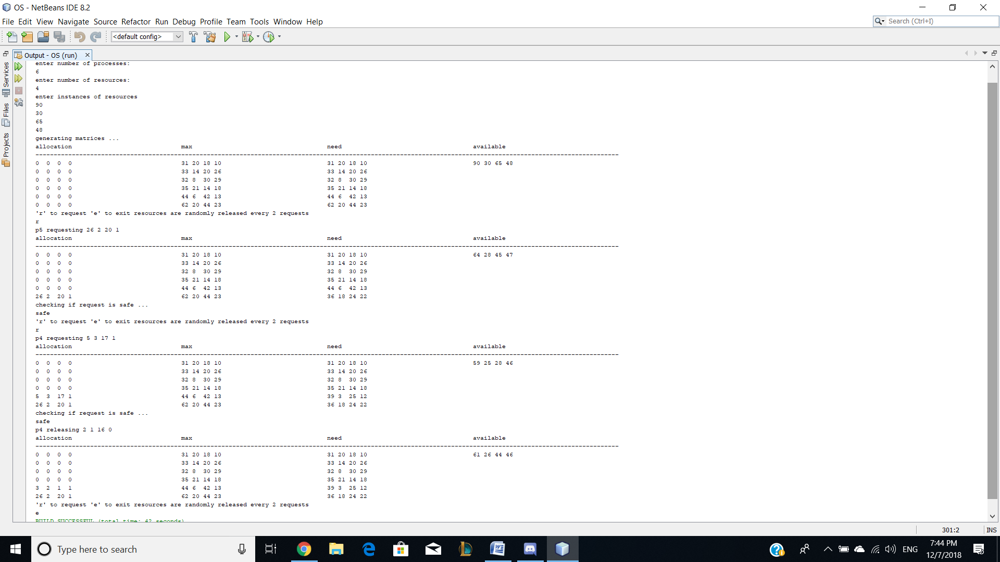 OS - NetBeans IDE 8.2
File Edit View Navigate Source Refactor Run Debug Profile Team Tools Window Help
Search (Ctrl+I)
<default config>
Output - OS (run)
Services
Files
Projects
enter number of processes:
6
enter number of resources:
4
enter instances of resources
90
30
65
48
generating matrices ...
allocation max need available
--------------------------------------------------------------------------------
0 0 0 0 31 20 18 10 31 20 18 10 90 30 65 48
0 0 0 0 33 14 20 26 33 14 20 26
0 0 0 0 32 8 30 29 32 8 30 29
0 0 0 0 35 21 14 18 35 21 14 18
0 0 0 0 44 6 42 13 44 6 42 13
0 0 0 0 62 20 44 23 62 20 44 23
'r' to request 'e' to exit resources are randomly released every 2 requests
r
p5 requesting 26 2 20 1
allocation max need available
--------------------------------------------------------------------------------
0 0 0 0 31 20 18 10 31 20 18 10 64 28 45 47
0 0 0 0 33 14 20 26 33 14 20 26
0 0 0 0 32 8 30 29 32 8 30 29
0 0 0 0 35 21 14 18 35 21 14 18
0 0 0 0 44 6 42 13 44 6 42 13
26 2 20 1 62 20 44 23 36 18 24 22
checking if request is safe ...
safe
'r' to request 'e' to exit resources are randomly released every 2 requests
r
p4 requesting 5 3 17 1
allocation max need available
--------------------------------------------------------------------------------
0 0 0 0 31 20 18 10 31 20 18 10 59 25 28 46
0 0 0 0 33 14 20 26 33 14 20 26
0 0 0 0 32 8 30 29 32 8 30 29
0 0 0 0 35 21 14 18 35 21 14 18
5 3 17 1 44 6 42 13 39 3 25 12
26 2 20 1 62 20 44 23 36 18 24 22
checking if request is safe ...
safe
p4 releasing 2 1 16 0
allocation max need available
--------------------------------------------------------------------------------
0 0 0 0 31 20 18 10 31 20 18 10 61 26 44 46
0 0 0 0 33 14 20 26 33 14 20 26
0 0 0 0 32 8 30 29 32 8 30 29
0 0 0 0 35 21 14 18 35 21 14 18
3 2 1 1 44 6 42 13 39 3 25 12
26 2 20 1 62 20 44 23 36 18 24 22
'r' to request 'e' to exit resources are randomly released every 2 requests
e
BUILD SUCCESSFUL (total time: 42 seconds)
301:2 INS
Type here to search
ENG
7:44 PM
12/7/2018